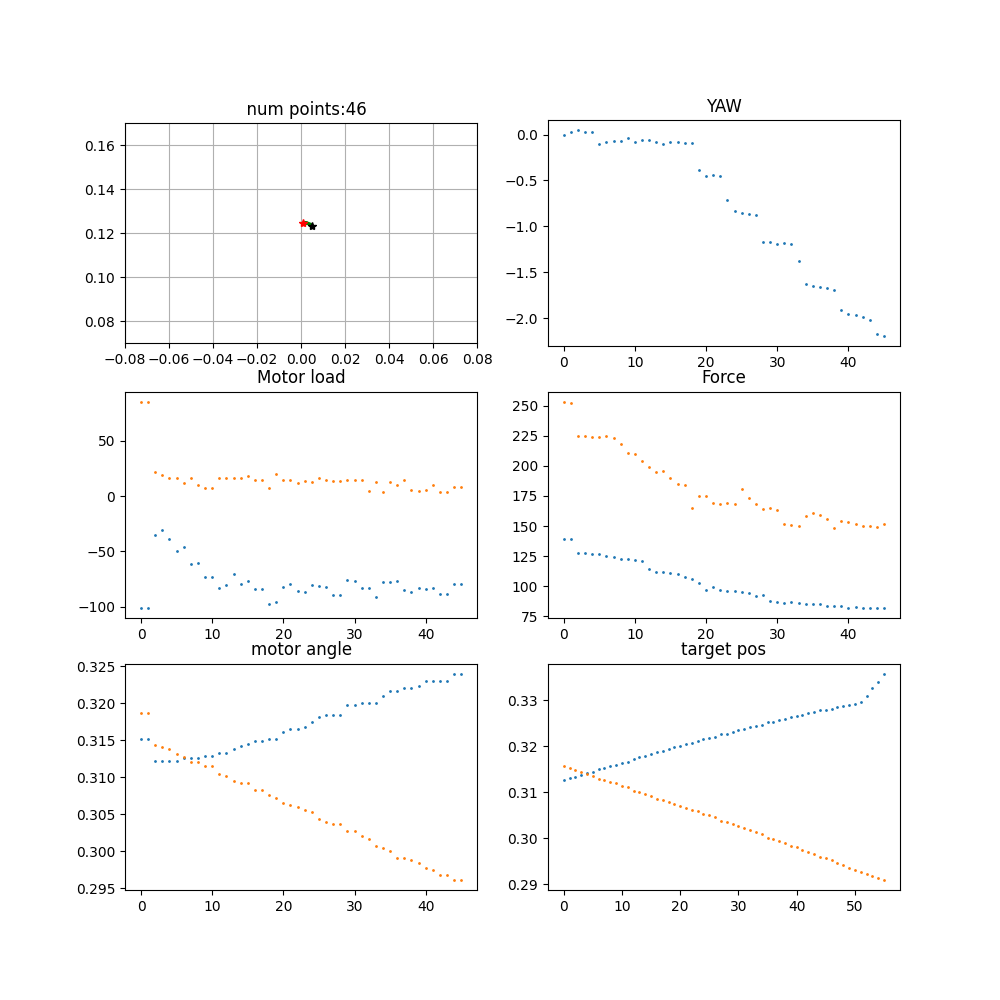 num points:46
YAW
0.16
0.14
0.12
0.10
0.08
−0.08 −0.06 −0.04 −0.02 0.00 0.02 0.04 0.06 0.08
0.0
−0.5
−1.0
−1.5
−2.0
0 20 40
Motor load
Force
50
0
−50
−100
0 10 20 30 40
250
225
200
175
150
125
100
75
0 20 40
motor angle
target pos
0.325
0.320
0.315
0.310
0.305
0.300
0.295
0 10 20 30 40
0.33
0.32
0.31
0.30
0.29
0 10 20 30 40 50